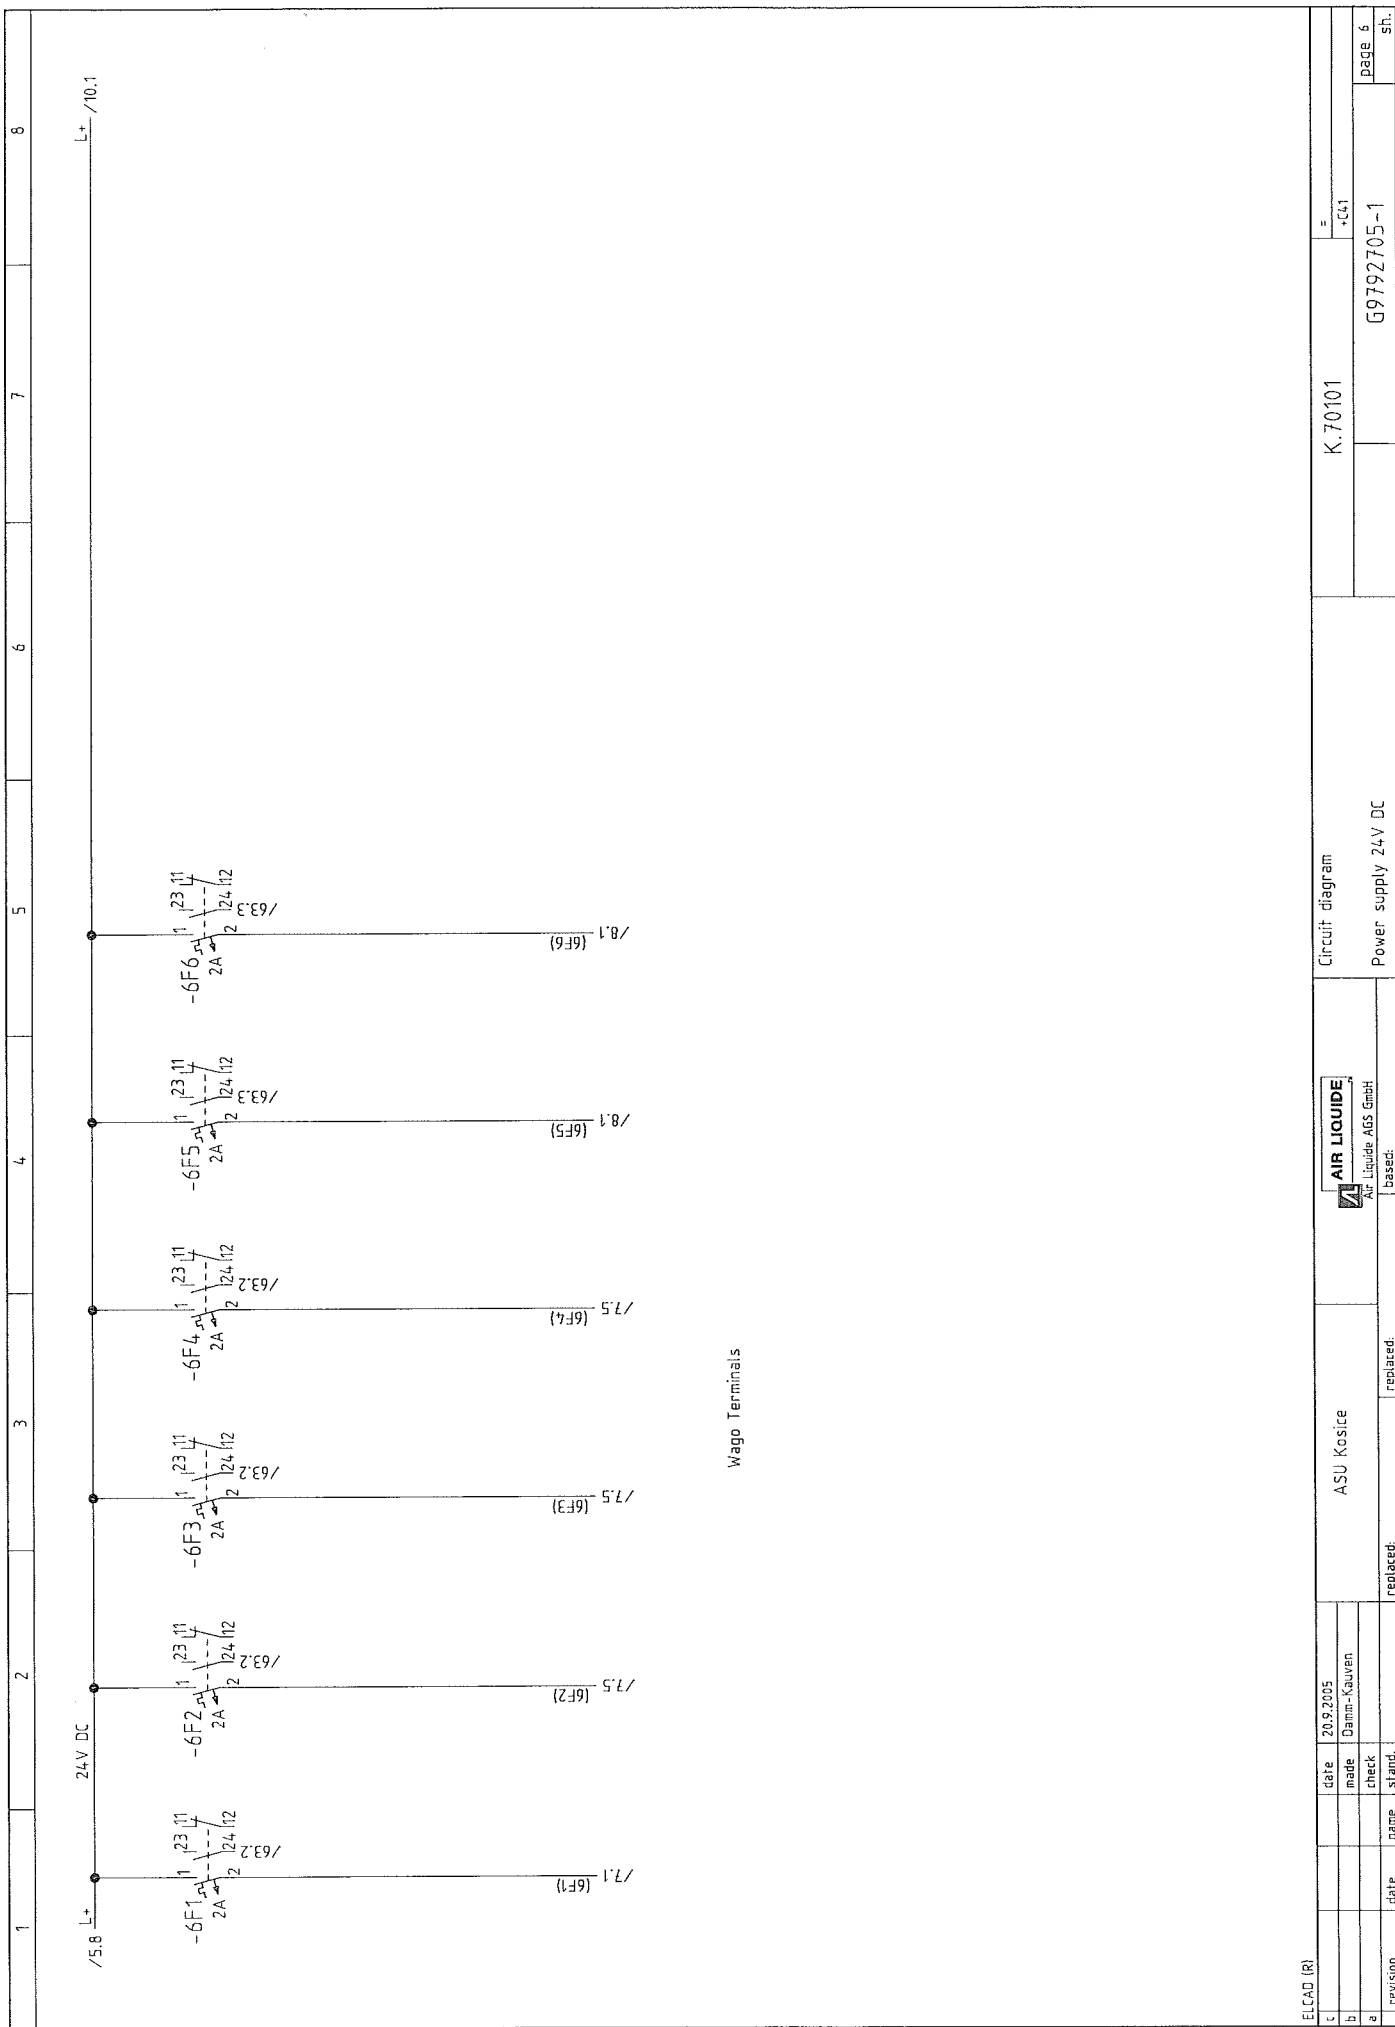 1 2 3 4 5 6 7 8
/5.8 L+ 24V DC L+ /10.1
-6F1 2A 1 2 23 24 11 12 /63.2
-6F2 2A 1 2 23 24 11 12 /63.2
-6F3 2A 1 2 23 24 11 12 /63.2
-6F4 2A 1 2 23 24 11 12 /63.2
-6F5 2A 1 2 23 24 11 12 /63.3
-6F6 2A 1 2 23 24 11 12 /63.3
(6F1) /7.1
(6F2) /7.5
(6F3) /7.5
(6F4) /7.5
(6F5) /8.1
(6F6) /8.1
Wago Terminals
ELCAD (R)
c date 20.9.2005
b made Damm-Kauven
a check
revision date name stand.
ASU Kosice
replaced: replaced: based:
AIR LIQUIDE
Air Liquide AGS GmbH
Circuit diagram
Power supply 24V DC
K.70101
=
+C41
G9792705-1
page 6
sh.